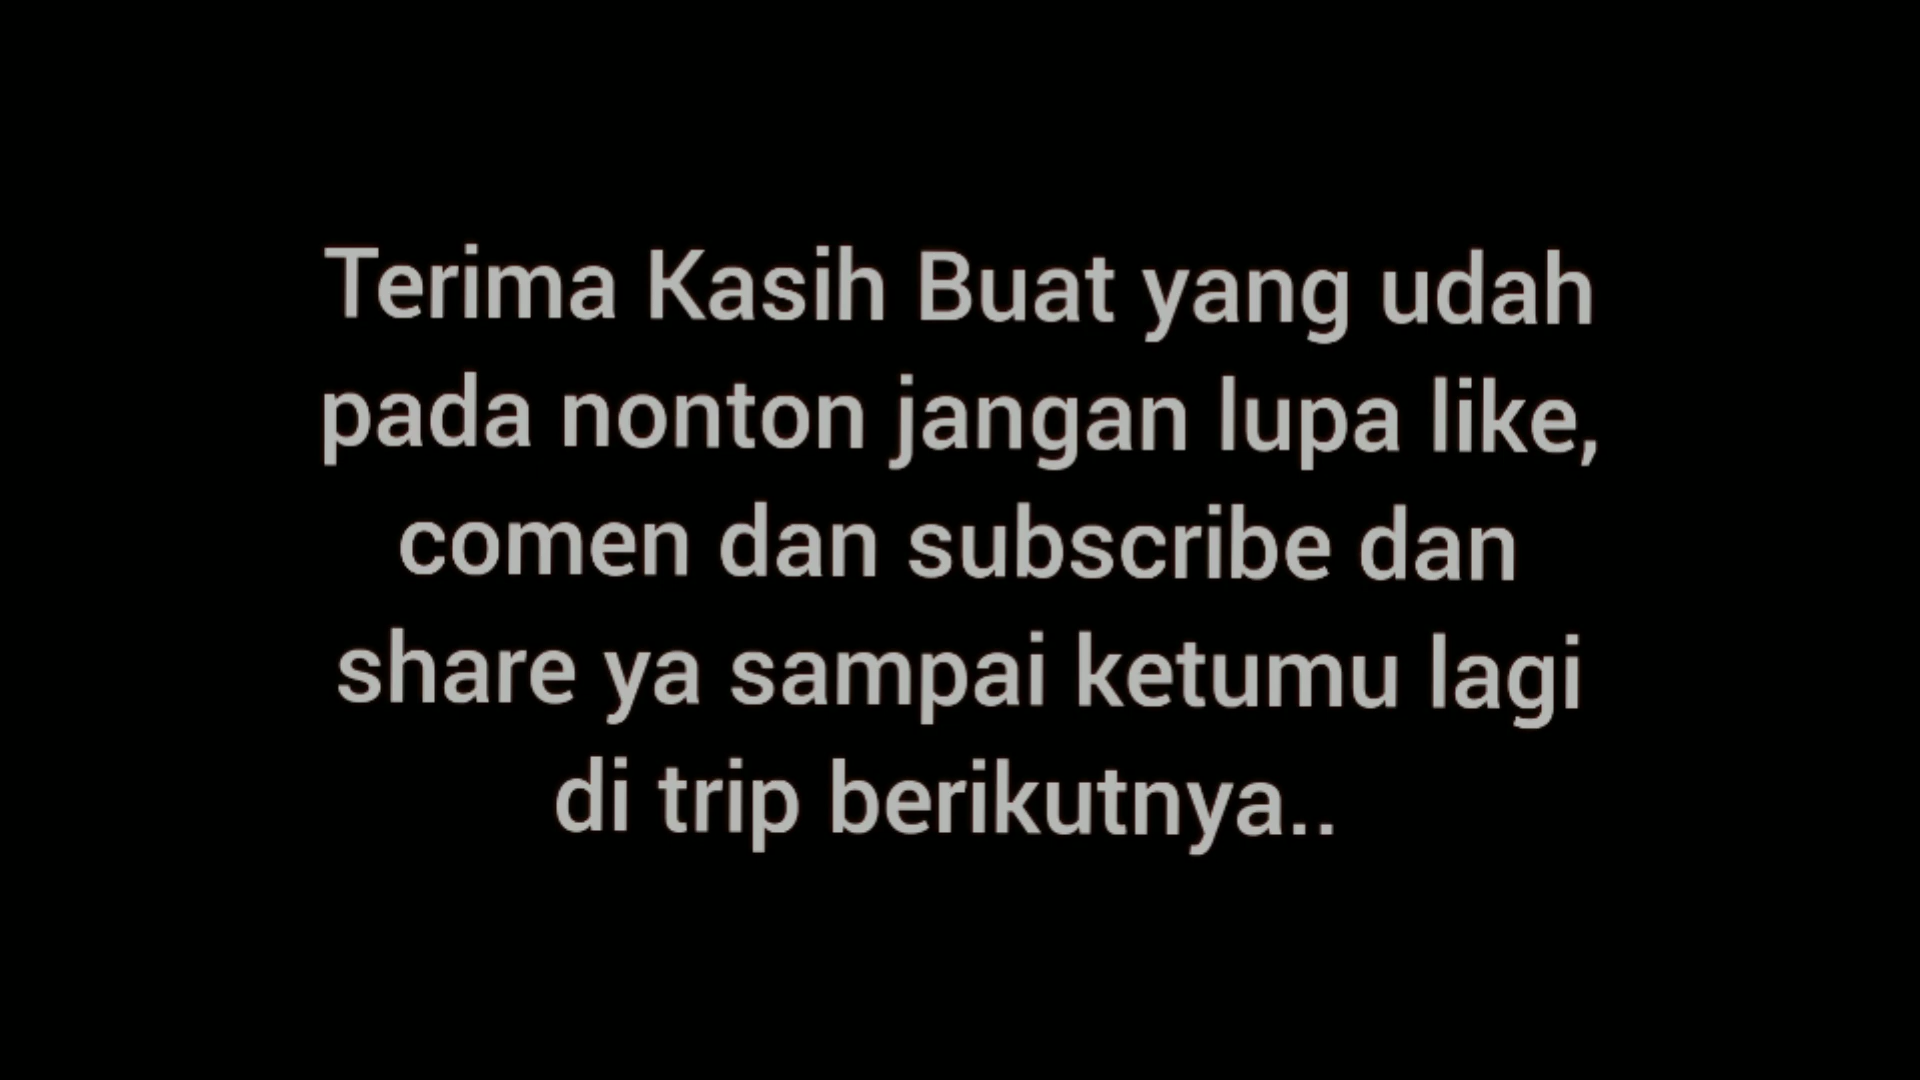 Terima Kasih Buat yang udah
pada nonton jangan lupa like,
comen dan subscribe dan
share ya sampai ketumu lagi
di trip berikutnya..